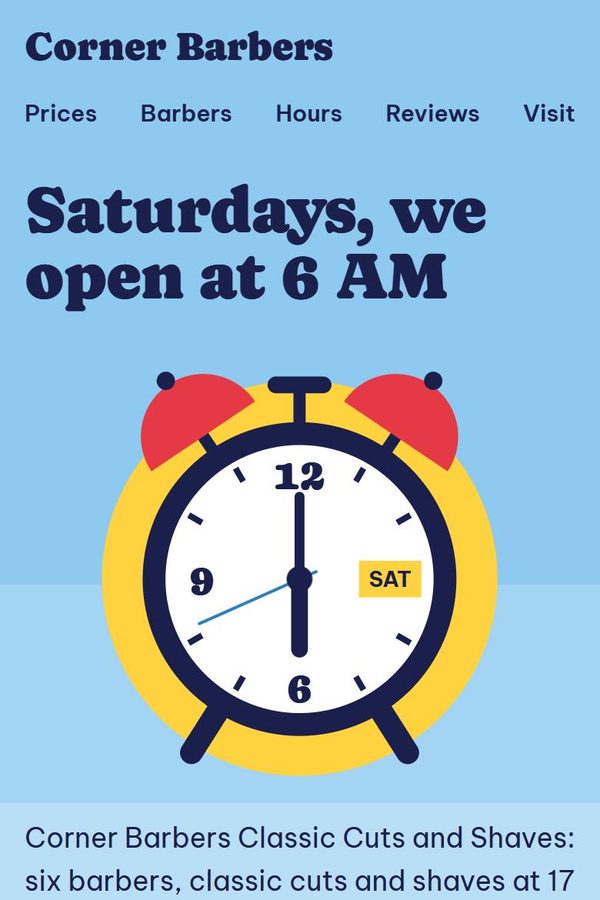 Corner Barbers
Prices Barbers Hours Reviews Visit
Saturdays, we
open at 6 AM
12
9
SAT
6
Corner Barbers Classic Cuts and Shaves:
six barbers, classic cuts and shaves at 17